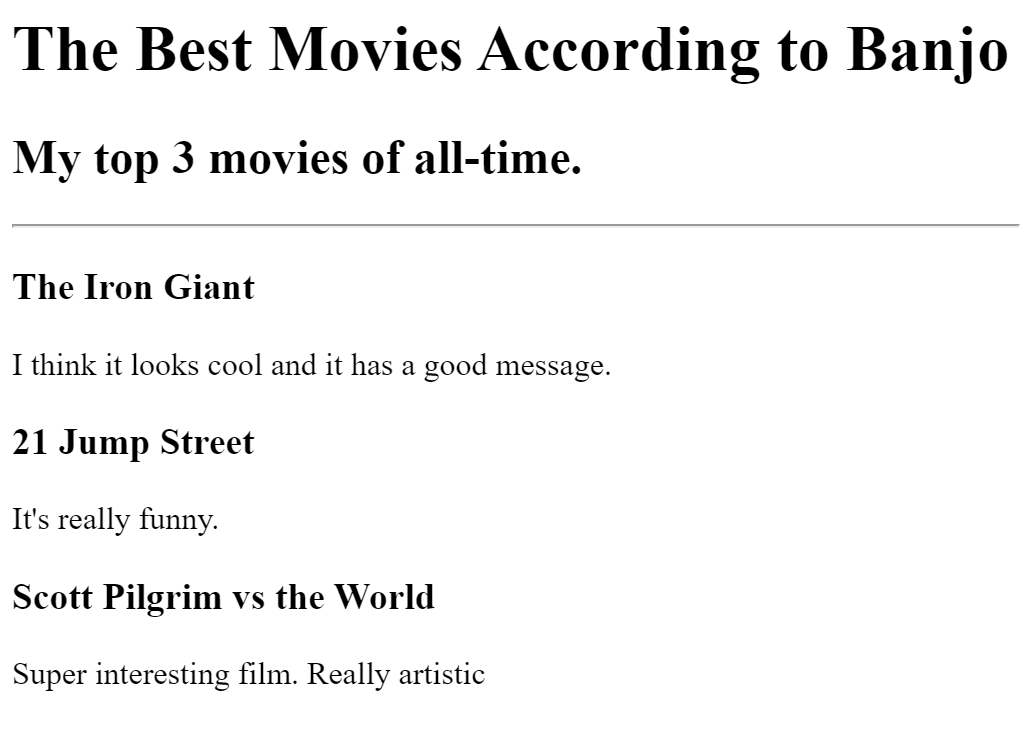 The Best Movies According to Banjo
My top 3 movies of all-time.
The Iron Giant
I think it looks cool and it has a good message.
21 Jump Street
It's really funny.
Scott Pilgrim vs the World
Super interesting film. Really artistic